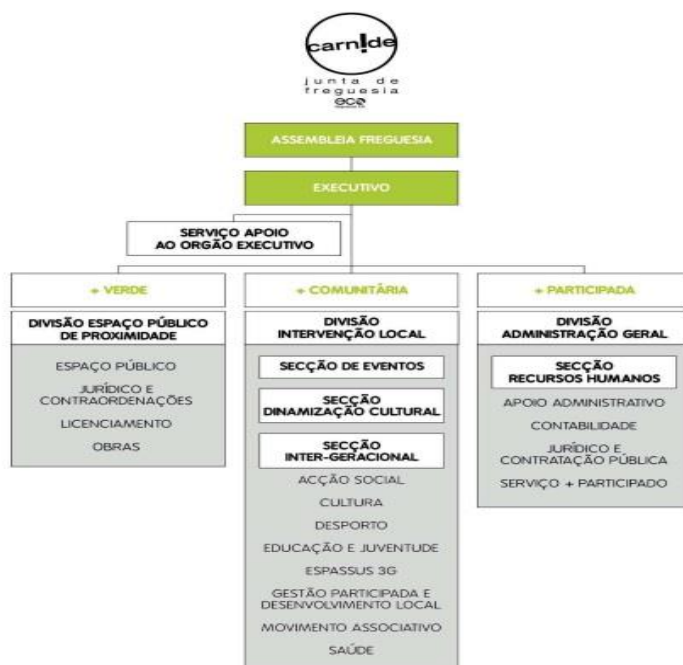 carn!de
junta de
freguesia
eco
ASSEMBLEIA FREGUESIA
EXECUTIVO
SERVIÇO APOIO
AO ORGÃO EXECUTIVO
+ VERDE
DIVISÃO ESPAÇO PÚBLICO
DE PROXIMIDADE
ESPAÇO PÚBLICO
JURÍDICO E
CONTRAORDENAÇÕES
LICENCIAMENTO
OBRAS
+ COMUNITÁRIA
DIVISÃO
INTERVENÇÃO LOCAL
SECÇÃO DE EVENTOS
SECÇÃO
DINAMIZAÇÃO CULTURAL
SECÇÃO
INTER-GERACIONAL
ACÇÃO SOCIAL
CULTURA
DESPORTO
EDUCAÇÃO E JUVENTUDE
ESPASSUS 3G
GESTÃO PARTICIPADA E
DESENVOLVIMENTO LOCAL
MOVIMENTO ASSOCIATIVO
SAÚDE
+ PARTICIPADA
DIVISÃO
ADMINISTRAÇÃO GERAL
SECÇÃO
RECURSOS HUMANOS
APOIO ADMINISTRATIVO
CONTABILIDADE
JURÍDICO E
CONTRATAÇÃO PÚBLICA
SERVIÇO + PARTICIPADO